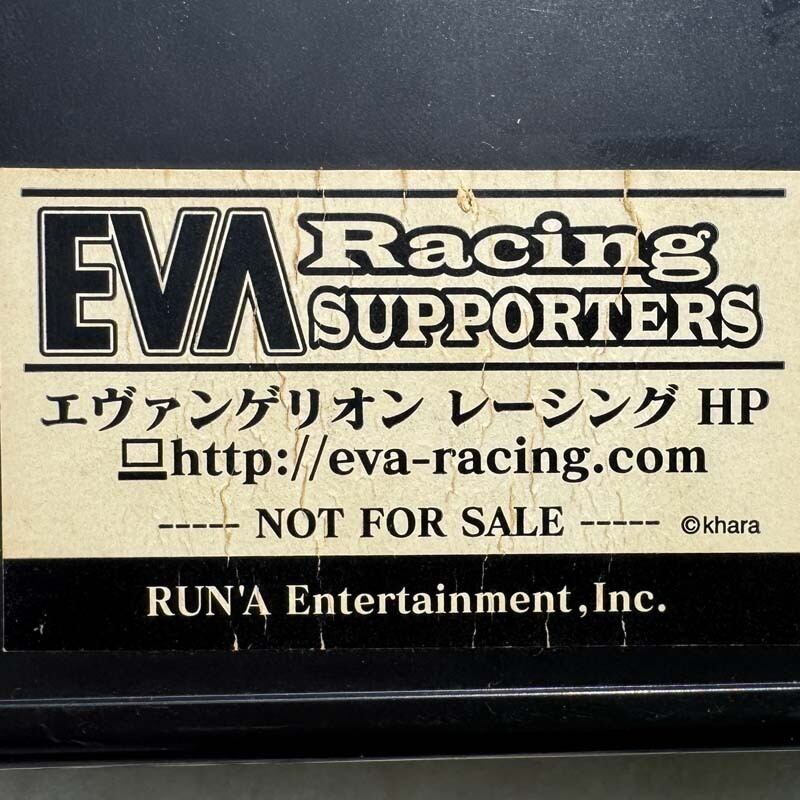 EVA Racing
SUPPORTERS
エヴァンゲリオン レーシング HP
http://eva-racing.com
----- NOT FOR SALE ----- ©khara
RUN'A Entertainment,Inc.